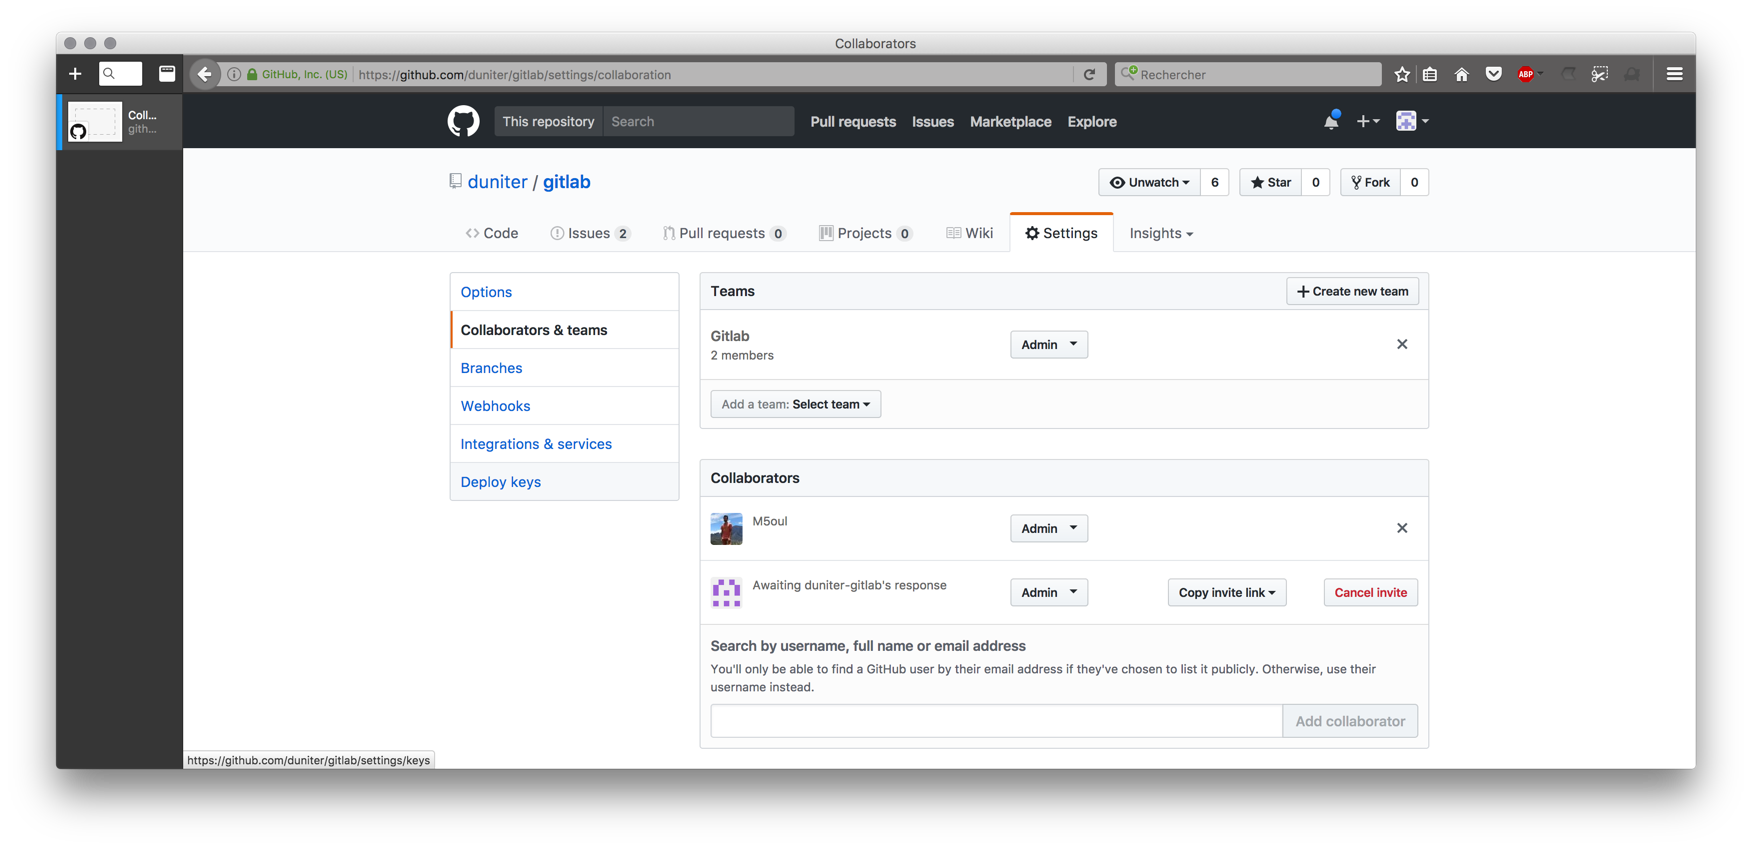 Collaborators
GitHub, Inc. (US) https://github.com/duniter/gitlab/settings/collaboration Rechercher ABP
Coll...
gith...
This repository Search Pull requests Issues Marketplace Explore
duniter / gitlab Unwatch 6 Star 0 Fork 0
Code Issues 2 Pull requests 0 Projects 0 Wiki Settings Insights
Options
Collaborators & teams
Branches
Webhooks
Integrations & services
Deploy keys
Teams Create new team
Gitlab
2 members
Admin
Add a team: Select team
Collaborators
M5oul Admin
Awaiting duniter-gitlab's response Admin Copy invite link Cancel invite
Search by username, full name or email address
You'll only be able to find a GitHub user by their email address if they've chosen to list it publicly. Otherwise, use their
username instead.
Add collaborator
https://github.com/duniter/gitlab/settings/keys